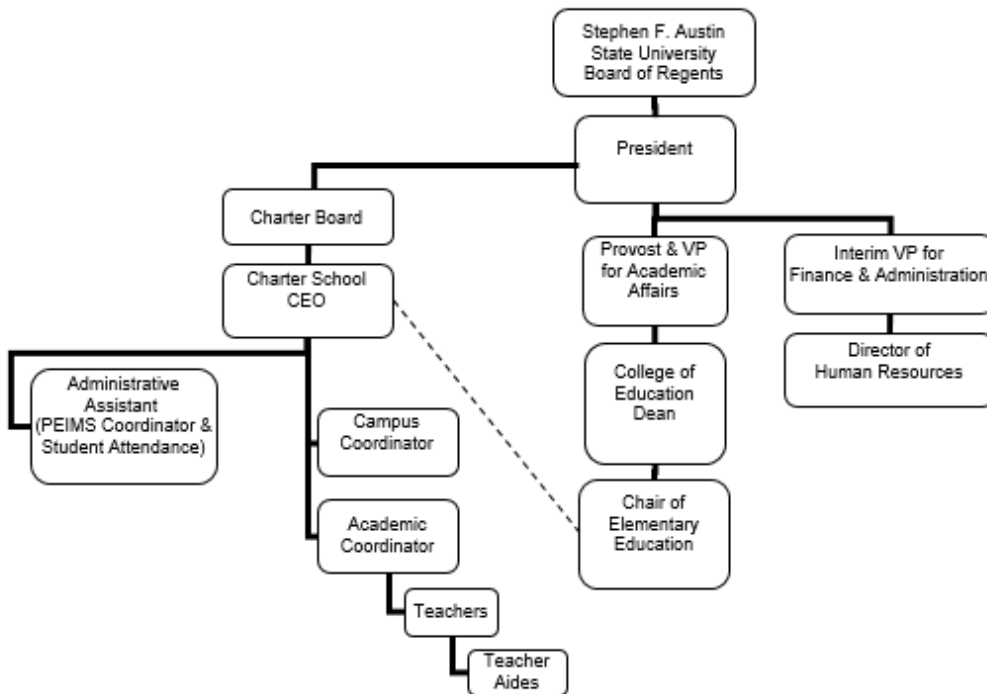 Stephen F. Austin
State University
Board of Regents
President
Charter Board
Provost & VP
for Academic
Affairs
Interim VP for
Finance & Administration
Charter School
CEO
Director of
Human Resources
College of
Education
Dean
Administrative
Assistant
(PEIMS Coordinator &
Student Attendance)
Campus
Coordinator
Chair of
Elementary
Education
Academic
Coordinator
Teachers
Teacher
Aides